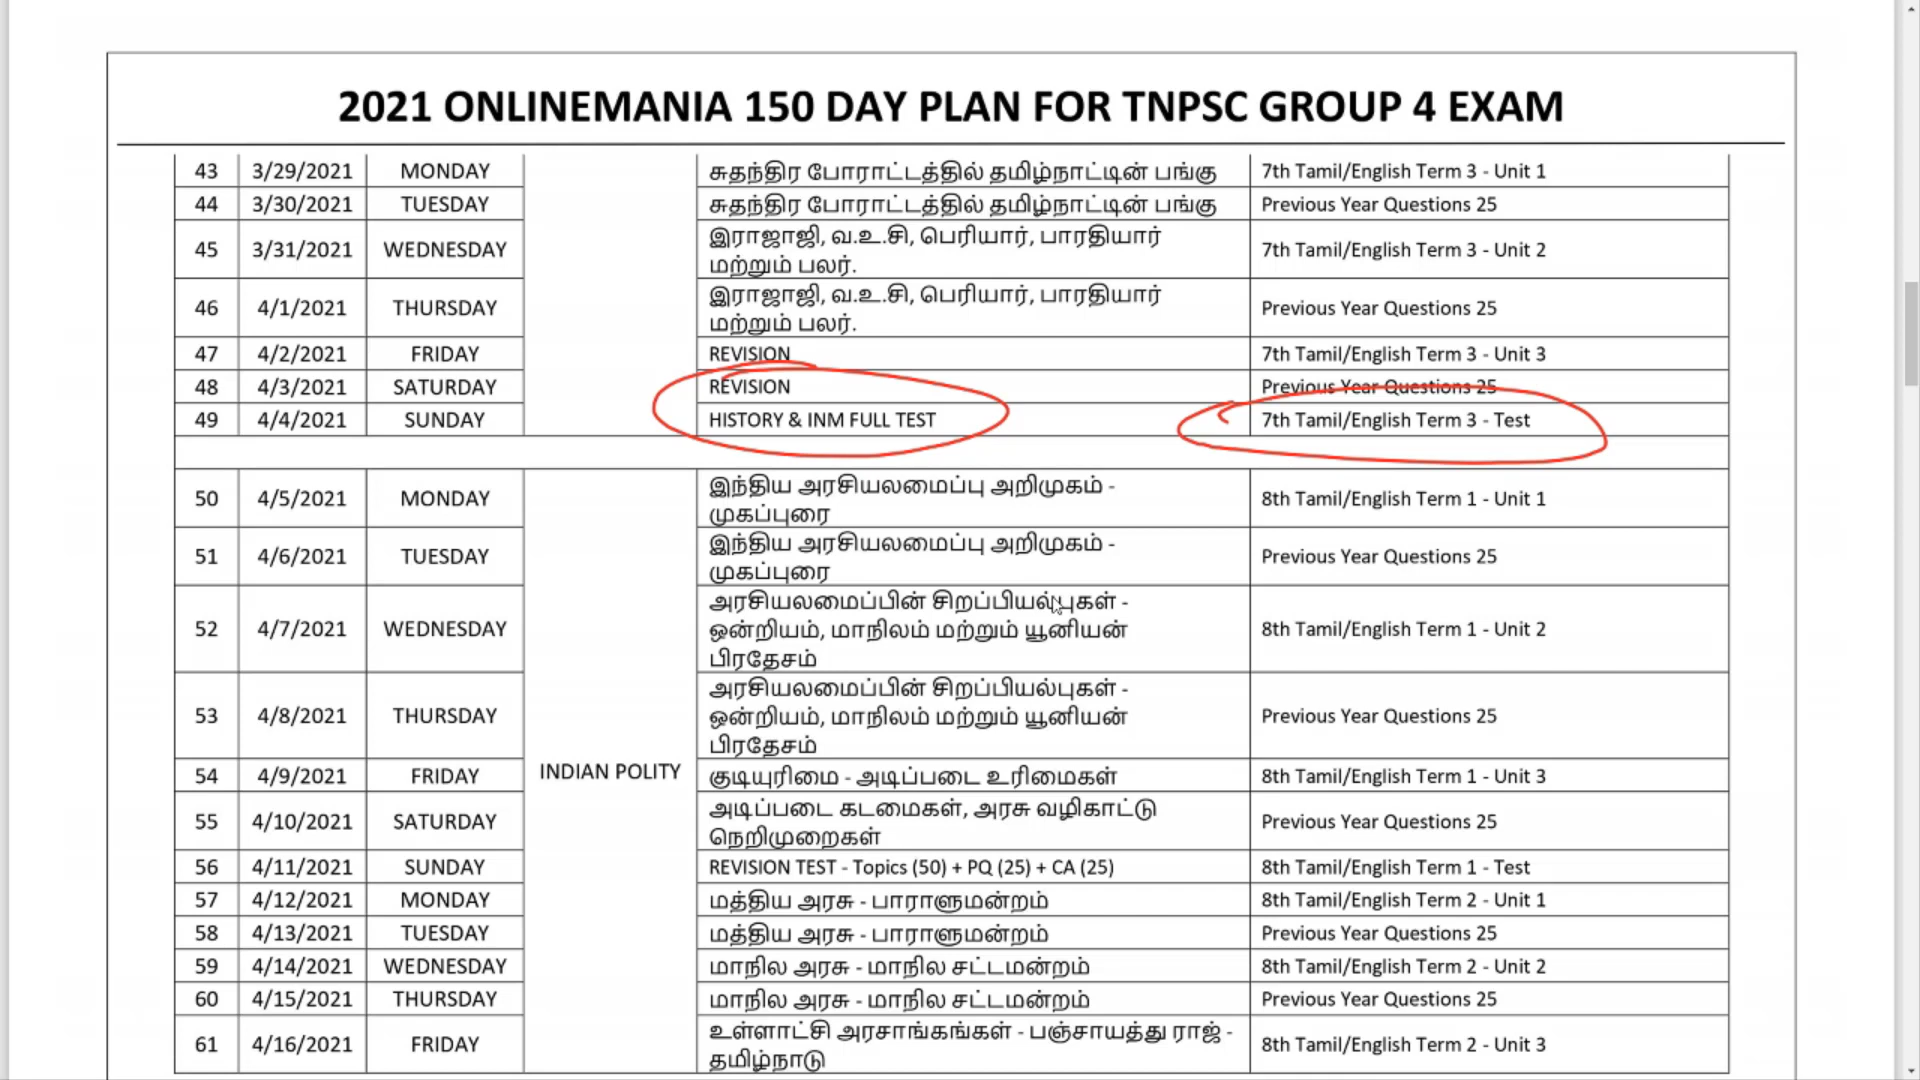 2021 ONLINEMANIA 150 DAY PLAN FOR TNPSC GROUP 4 EXAM
43 3/29/2021 MONDAY சுதந்திர போராட்டத்தில் தமிழ்நாட்டின் பங்கு 7th Tamil/English Term 3 - Unit 1
44 3/30/2021 TUESDAY சுதந்திர போராட்டத்தில் தமிழ்நாட்டின் பங்கு Previous Year Questions 25
45 3/31/2021 WEDNESDAY இராஜாஜி, வ.உ.சி, பெரியார், பாரதியார் 7th Tamil/English Term 3 - Unit 2
மற்றும் பலர்.
46 4/1/2021 THURSDAY இராஜாஜி, வ.உ.சி, பெரியார், பாரதியார் Previous Year Questions 25
மற்றும் பலர்.
47 4/2/2021 FRIDAY REVISION 7th Tamil/English Term 3 - Unit 3
48 4/3/2021 SATURDAY REVISION Previous Year Questions 25
49 4/4/2021 SUNDAY HISTORY & INM FULL TEST 7th Tamil/English Term 3 - Test
50 4/5/2021 MONDAY இந்திய அரசியலமைப்பு அறிமுகம் - 8th Tamil/English Term 1 - Unit 1
முகப்புரை
51 4/6/2021 TUESDAY இந்திய அரசியலமைப்பு அறிமுகம் - Previous Year Questions 25
முகப்புரை
52 4/7/2021 WEDNESDAY அரசியலமைப்பின் சிறப்பியல்புகள் - 8th Tamil/English Term 1 - Unit 2
ஒன்றியம், மாநிலம் மற்றும் யூனியன்
பிரதேசம்
53 4/8/2021 THURSDAY அரசியலமைப்பின் சிறப்பியல்புகள் - Previous Year Questions 25
ஒன்றியம், மாநிலம் மற்றும் யூனியன்
பிரதேசம்
INDIAN POLITY
54 4/9/2021 FRIDAY குடியுரிமை - அடிப்படை உரிமைகள் 8th Tamil/English Term 1 - Unit 3
55 4/10/2021 SATURDAY அடிப்படை கடமைகள், அரசு வழிகாட்டு Previous Year Questions 25
நெறிமுறைகள்
56 4/11/2021 SUNDAY REVISION TEST - Topics (50) + PQ (25) + CA (25) 8th Tamil/English Term 1 - Test
57 4/12/2021 MONDAY மத்திய அரசு - பாராளுமன்றம் 8th Tamil/English Term 2 - Unit 1
58 4/13/2021 TUESDAY மத்திய அரசு - பாராளுமன்றம் Previous Year Questions 25
59 4/14/2021 WEDNESDAY மாநில அரசு - மாநில சட்டமன்றம் 8th Tamil/English Term 2 - Unit 2
60 4/15/2021 THURSDAY மாநில அரசு - மாநில சட்டமன்றம் Previous Year Questions 25
61 4/16/2021 FRIDAY உள்ளாட்சி அரசாங்கங்கள் - பஞ்சாயத்து ராஜ் - 8th Tamil/English Term 2 - Unit 3
தமிழ்நாடு